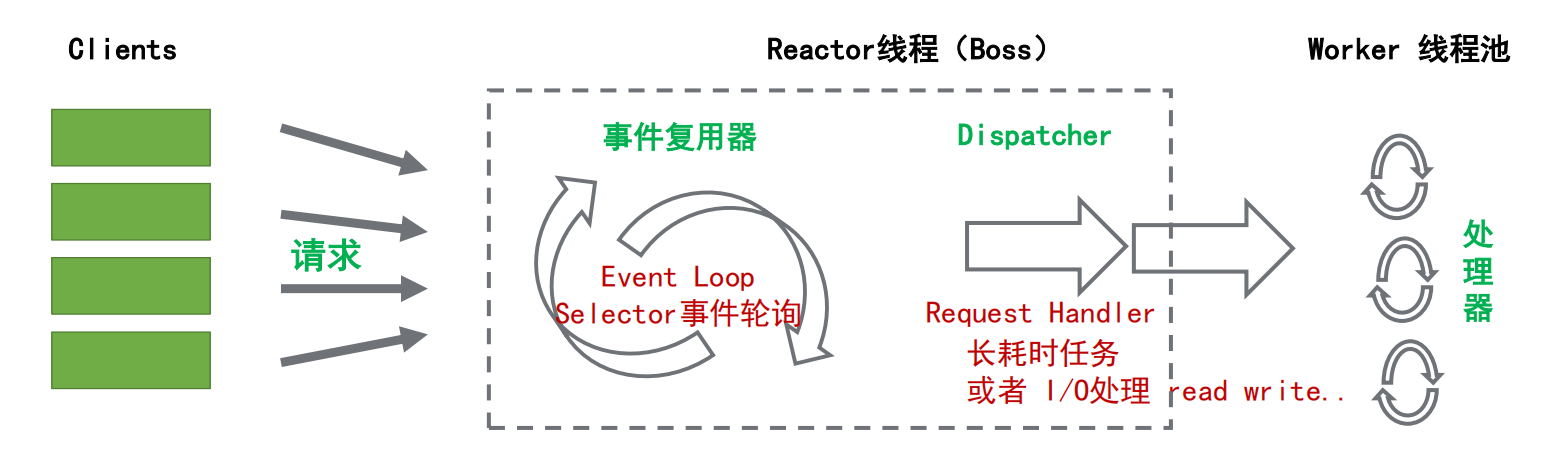 Clients
Reactor线程（Boss）
Worker 线程池
请求
事件复用器
Event Loop
Selector事件轮询
Dispatcher
Request Handler
长耗时任务
或者 I/O处理 read write..
处
理
器